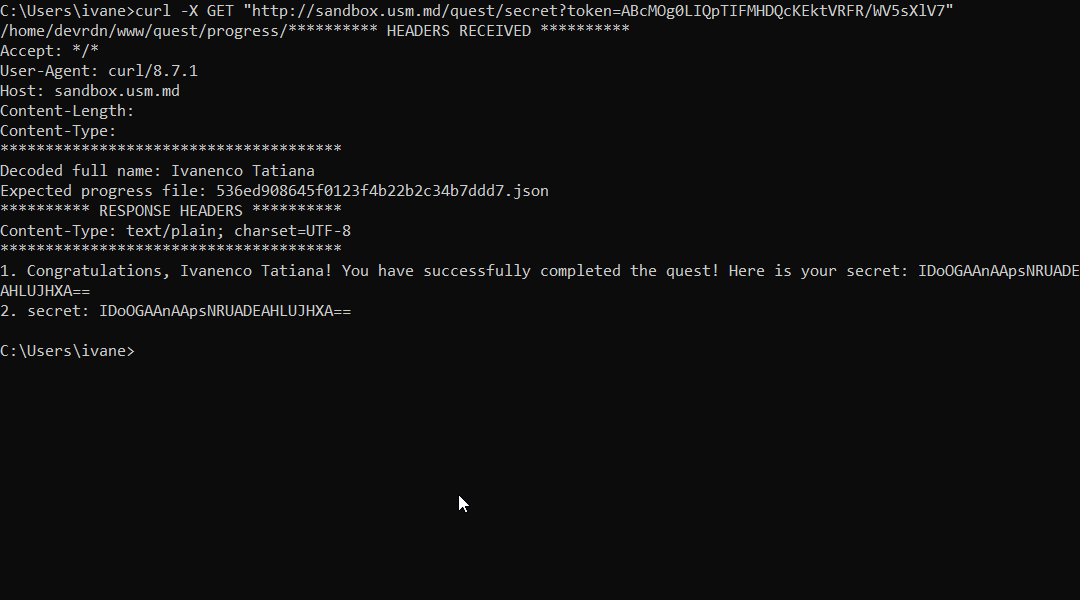 C:\Users\ivane>curl -X GET "http://sandbox.usm.md/quest/secret?token=ABcMOg0LIQpTIFMHDQcKEktVRFR/WV5sXlV7"
/home/devrdn/www/quest/progress/********** HEADERS RECEIVED **********
Accept: */*
User-Agent: curl/8.7.1
Host: sandbox.usm.md
Content-Length:
Content-Type:
**************************************
Decoded full name: Ivanenco Tatiana
Expected progress file: 536ed908645f0123f4b22b2c34b7ddd7.json
********** RESPONSE HEADERS **********
Content-Type: text/plain; charset=UTF-8
**************************************
1. Congratulations, Ivanenco Tatiana! You have successfully completed the quest! Here is your secret: IDoOGAAnAApsNRUADE
AHLUJHXA==
2. secret: IDoOGAAnAApsNRUADEAHLUJHXA==
C:\Users\ivane>